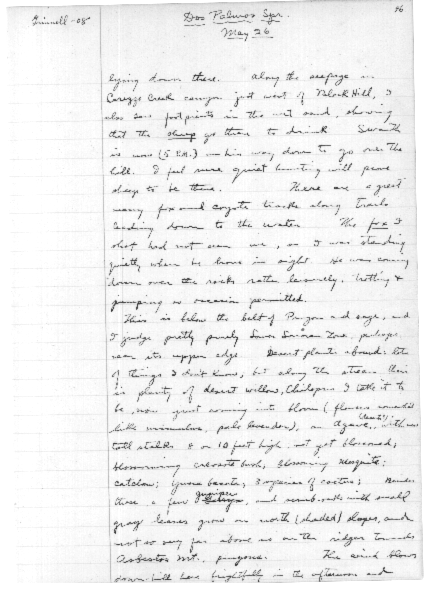 Grinnell-08
Dos Palmos Spr.
May 26
46
lying down there. Along the seepage in
Carrizo Creek canyon just west of Black Hill, I
also saw footprints in the wet sand, showing
that the sheep go there to drink. Swarth
is now (5 P.M.) on his way down to go over the
hill. I feel sure quiet hunting will prove
sheep to be there. There are a great
many fox and coyote tracks along trails
leading down to the water. The fox I
shot had not seen me, as I was standing
quietly where he hove in sight. He was coming
down over the rocks rather leisurely, trotting &
jumping as occasion permitted.
This is below the belt of Pinyons and sage, and
I judge pretty purely Lower Sonoran Zone, perhaps
near its upper edge. Desert plants abound: lots
of things I don't know, but along the stream there
is plenty of desert willow, Chilopsis I take it to
be, now just coming into bloom (flowers somewhat
like mimulus, pale lavender), an Agave, with
tall stalks 8 or 10 feet high not yet blossomed;
blossoming creosote bush, blooming mesquite;
catclaw; Yucca baccata; 3 species of cactus; Besides
these a few juniper, and scrub oaks with small
gray leaves grow on north (shaded) slopes, and
not so very far above us on the ridges towards
Asbestos Mt., pinyons. The wind blows
down hill here frightfully in the afternoon and